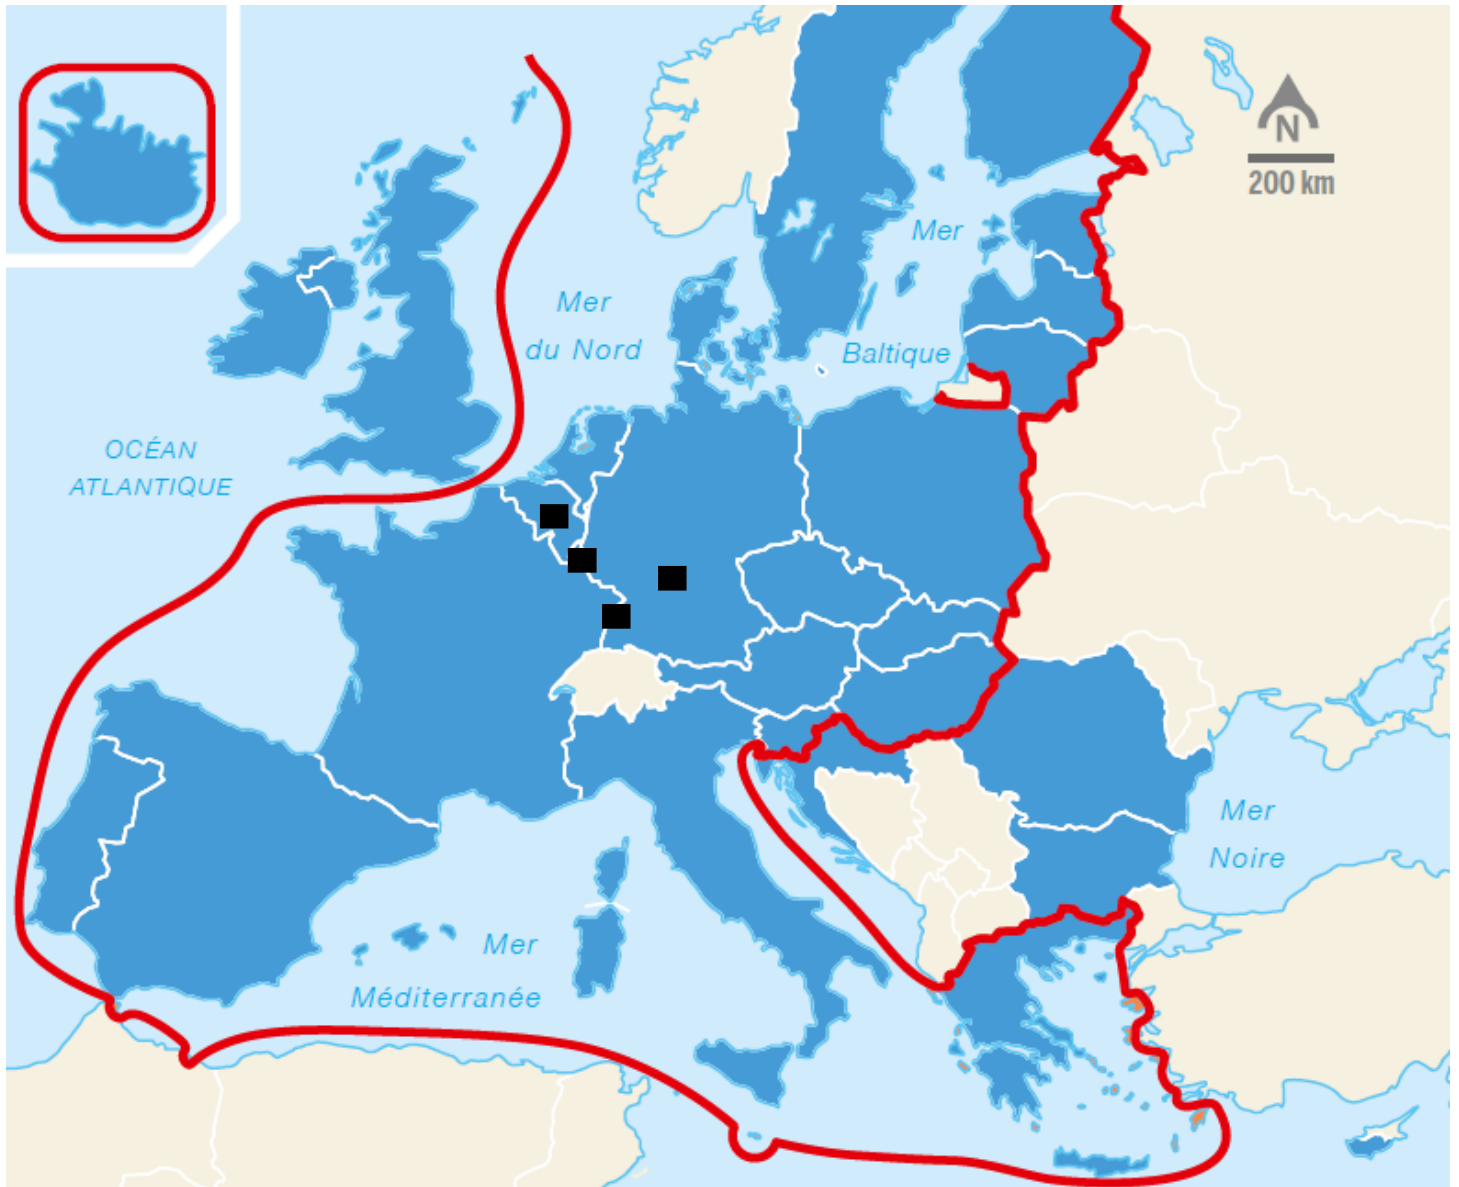 N
200 km
Mer
Baltique
Mer
du Nord
OCÉAN
ATLANTIQUE
Mer
Noire
Mer
Méditerranée